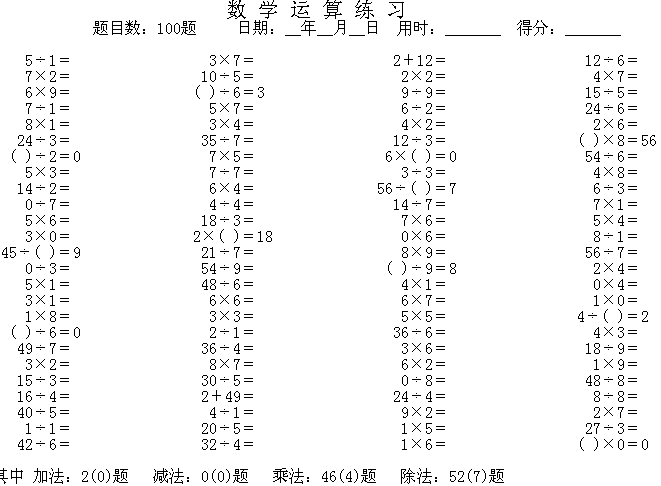 数 学 运 算 练 习
题目数：100题 日期：__年__月__日 用时：_______ 得分：_______
5÷1= 3×7= 2＋12= 12÷6=
7×2= 10÷5= 2×2= 4×7=
6×9= ( )÷6=3 9÷9= 15÷5=
7÷1= 5×7= 6÷2= 24÷6=
8×1= 3×4= 4×2= 2×6=
24÷3= 35÷7= 12÷3= ( )×8=56
( )÷2=0 7×5= 6×( )=0 54÷6=
5×3= 7÷7= 3÷3= 4×8=
14÷2= 6×4= 56÷( )=7 6÷3=
0÷7= 4÷4= 14÷7= 7×1=
5×6= 18÷3= 7×6= 5×4=
3×0= 2×( )=18 0×6= 8÷1=
45÷( )=9 21÷7= 8×9= 56÷7=
0÷3= 54÷9= ( )÷9=8 2×4=
5×1= 48÷6= 4×1= 0×4=
3×1= 6×6= 6×7= 1×0=
1×8= 3×3= 5×5= 4÷( )=2
( )÷6=0 2÷1= 36÷6= 4×3=
49÷7= 36÷4= 3×6= 18÷9=
3×2= 8×7= 6×2= 1×9=
15÷3= 30÷5= 0÷8= 48÷8=
16÷4= 2＋49= 24÷4= 8÷8=
40÷5= 4÷1= 9×2= 2×7=
1÷1= 20÷5= 1×5= 27÷3=
42÷6= 32÷4= 1×6= ( )×0=0
其中 加法：2(0)题 减法：0(0)题 乘法：46(4)题 除法：52(7)题